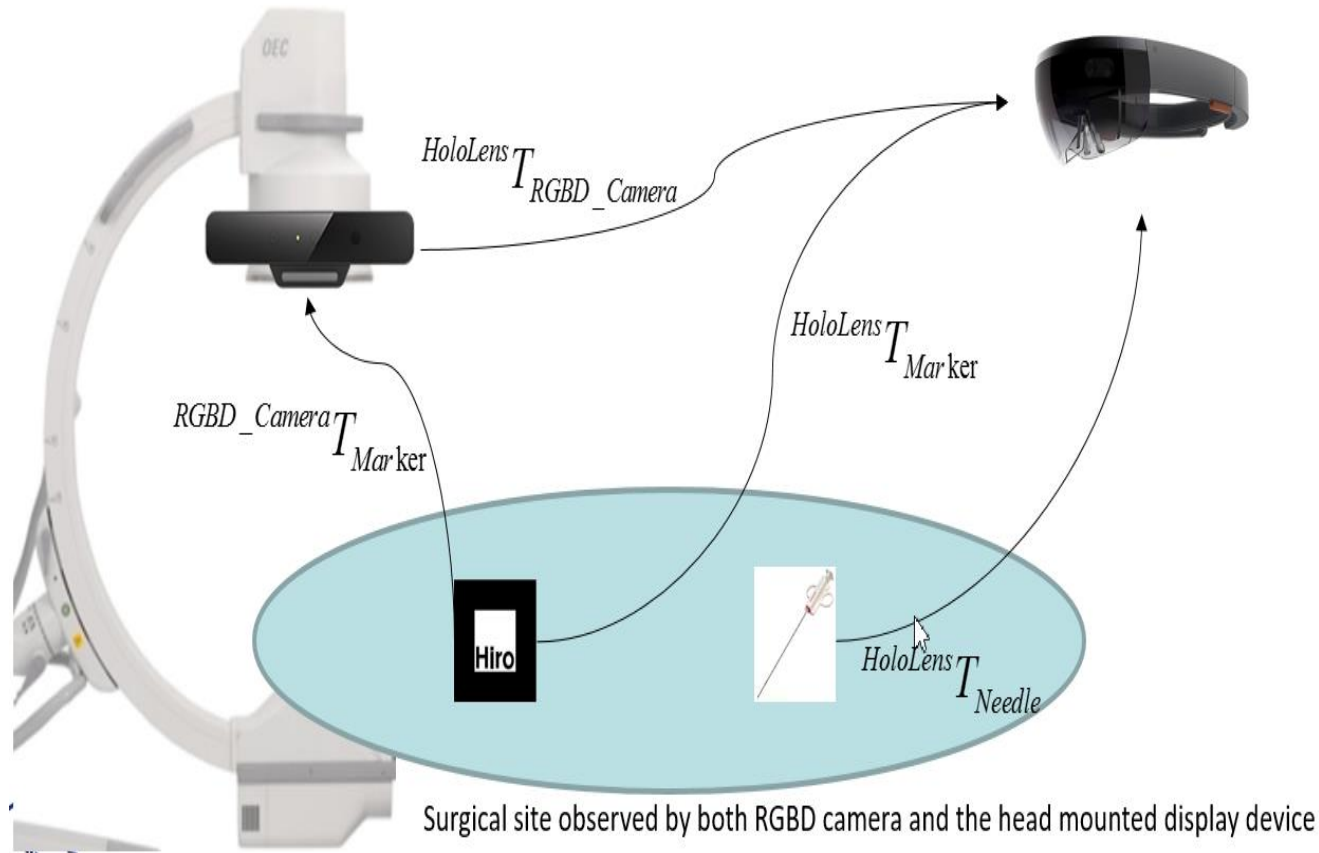 OEC
HoloLens T RGBD_Camera
HoloLens T Marker
RGBD_Camera T Marker
Hiro
HoloLens T Needle
Surgical site observed by both RGBD camera and the head mounted display device